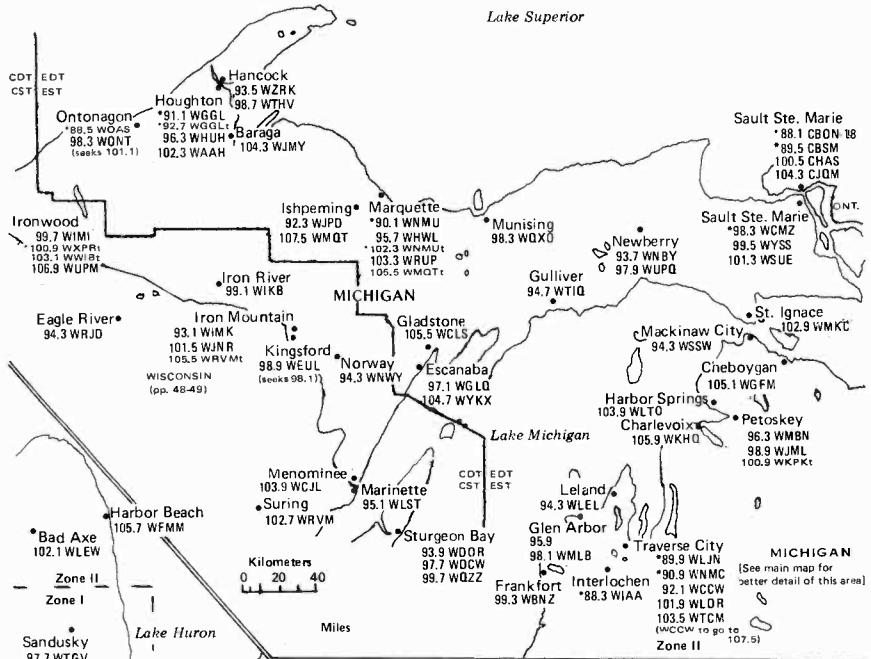 Lake Superior
CDT EDT
CST EST
Hancock
93.5 WZRK
98.7 WTHV
Houghton
*91.1 WGGL
*92.7 WGGLt
96.3 WHUH
102.3 WAAH
Ontonagon
*88.5 WOAS
98.3 WONT
(seeks 101.1)
Baraga
104.3 WJMY
Sault Ste. Marie
*88.1 CBON
*89.5 CBSM
100.5 CHAS
104.3 CJQM
ONT.
Sault Ste. Marie
*98.3 WCMZ
99.5 WYSS
101.3 WSUE
Ironwood
99.7 WIMI
*100.9 WXPRt
103.1 WWIBt
106.9 WUPM
Ishpeming
92.3 WJPD
107.5 WMQT
Marquette
*90.1 WNMU
95.7 WHWL
*102.3 WNMUt
103.3 WRUP
105.5 WMQTt
Munising
98.3 WQXO
Newberry
93.7 WNBY
97.9 WUPQ
Iron River
99.1 WIKB
MICHIGAN
Gulliver
94.7 WTIQ
Eagle River
94.3 WRJD
Iron Mountain
93.1 WIMK
101.5 WJNR
105.5 WRVMt
Gladstone
105.5 WCLS
St. Ignace
102.9 WMKC
Mackinaw City
94.3 WSSW
Kingsford
98.9 WEUL
(seeks 98.1)
Norway
94.3 WNWY
Escanaba
97.1 WGLQ
104.7 WYKX
Cheboygan
105.1 WGFM
WISCONSIN
(pp. 48-49)
Harbor Springs
103.9 WLTO
Charlevoix
105.9 WKHQ
Petoskey
96.3 WMBN
98.9 WJML
100.9 WKPKt
Lake Michigan
CDT EDT
CST EST
Menominee
103.9 WCJL
Marinette
95.1 WLST
Suring
102.7 WRVM
Leland
94.3 WLEL
Harbor Beach
105.7 WFMM
Bad Axe
102.1 WLEW
Sturgeon Bay
93.9 WDOR
97.7 WDCW
99.7 WQZZ
Glen Arbor
95.9
98.1 WMLB
Traverse City
*89.9 WLJN
*90.9 WNMC
92.1 WCCW
101.9 WLDR
103.5 WTCM
(WCCW to go to
107.5)
MICHIGAN
[See main map for
better detail of this area]
Kilometers
0 20 40
Frankfort
99.3 WBNZ
Interlochen
*88.3 WIAA
Zone II
Zone I
Sandusky
97.7 WTGV
Lake Huron
Miles
Zone II